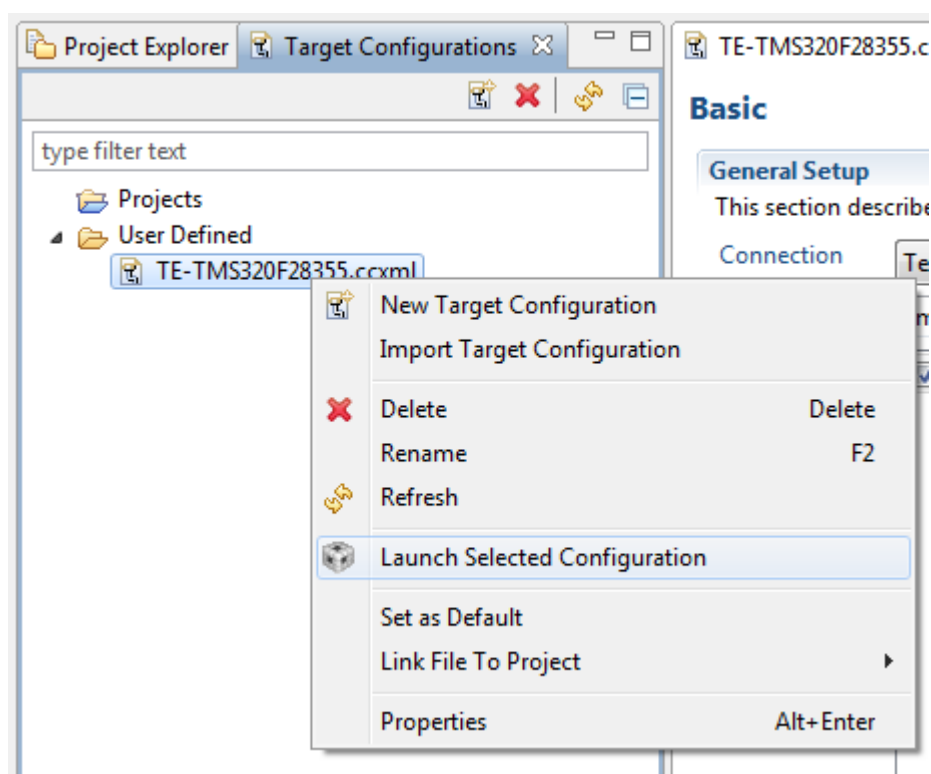 Project Explorer Target Configurations
TE-TMS320F28355.c
Basic
type filter text
General Setup
Projects
This section describe
User Defined
Connection
TE-TMS320F28355.ccxml
Te
New Target Configuration
Import Target Configuration
Delete Delete
Rename F2
Refresh
Launch Selected Configuration
Set as Default
Link File To Project
Properties Alt+Enter